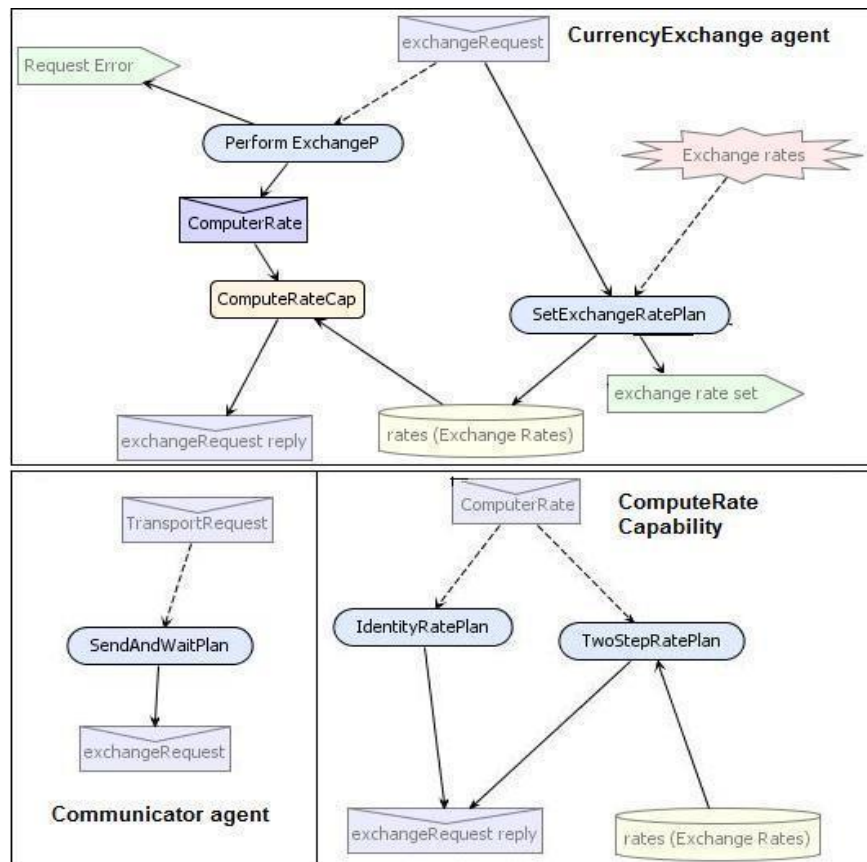 exchangeRequest
CurrencyExchange agent
Request Error
Perform ExchangeP
Exchange rates
ComputerRate
ComputeRateCap
SetExchangeRatePlan
exchange rate set
exchangeRequest reply
rates (Exchange Rates)
TransportRequest
SendAndWaitPlan
exchangeRequest
Communicator agent
ComputerRate
ComputeRate
Capability
IdentityRatePlan
TwoStepRatePlan
exchangeRequest reply
rates (Exchange Rates)